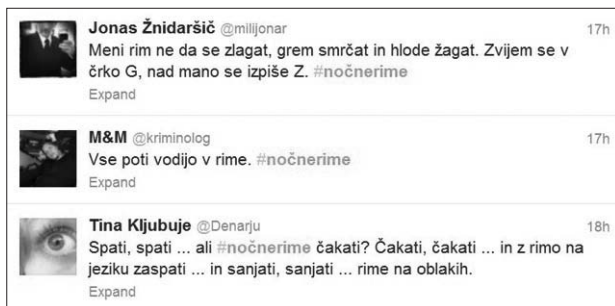 Jonas Žnidaršič @milijonar 17h
Meni rim ne da se zlagat, grem smrčat in hlode žagat. Zvijem se v
črko G, nad mano se izpiše Z. #nočnerime
Expand
M&M @kriminolog 17h
Vse poti vodijo v rime. #nočnerime
Expand
Tina Kljubuje @Denarju 18h
Spati, spati ... ali #nočnerime čakati? Čakati, čakati ... in z rimo na
jeziku zaspati ... in sanjati, sanjati ... rime na oblakih.
Expand